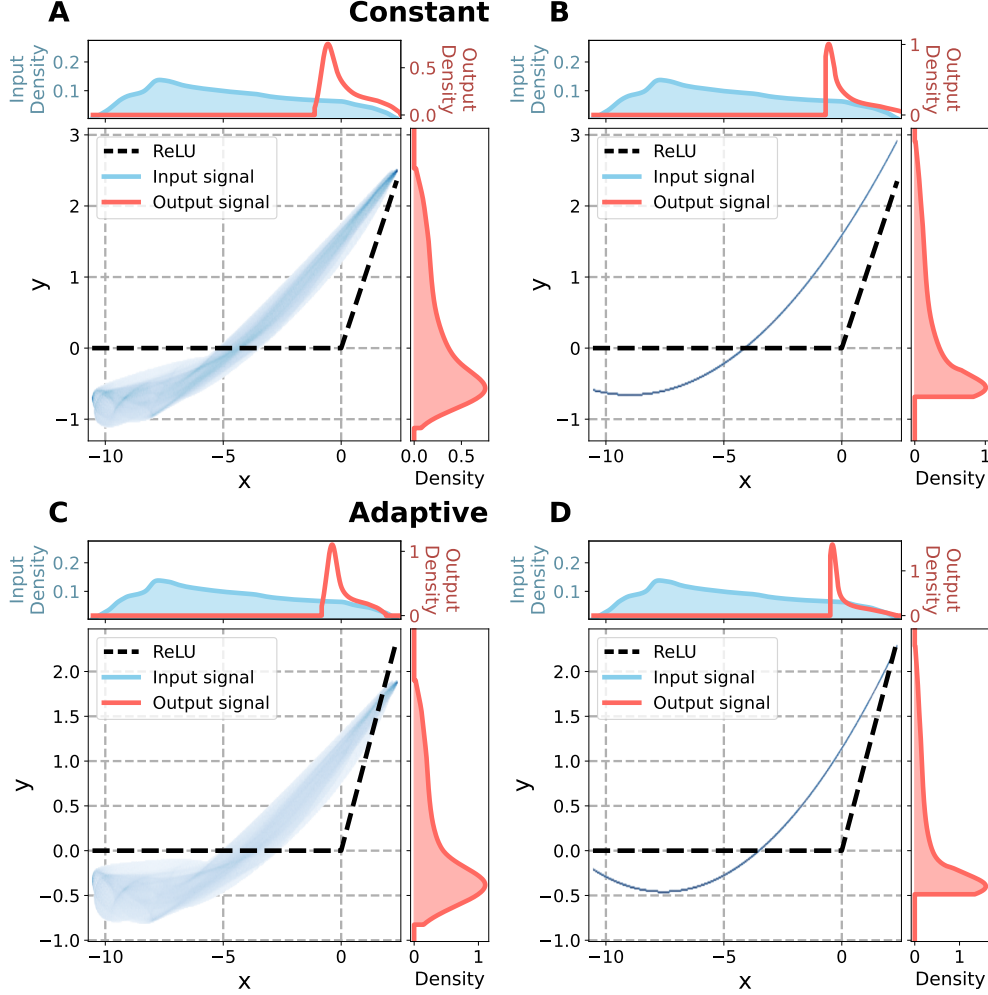 A
Constant
B
Input
Density
0.2
0.1
0.5
0.0
Output
Density
Input
Density
0.2
0.1
1
0
Output
Density
3
2
1
0
−1
y
ReLU
Input signal
Output signal
−10
−5
0
x
0.0
0.5
Density
3
2
1
0
−1
y
ReLU
Input signal
Output signal
−10
−5
0
x
0
1
Density
C
Adaptive
D
Input
Density
0.2
0.1
1
0
Output
Density
Input
Density
0.2
0.1
1
0
Output
Density
2.0
1.5
1.0
0.5
0.0
−0.5
−1.0
y
ReLU
Input signal
Output signal
−10
−5
0
x
0
1
Density
2.0
1.5
1.0
0.5
0.0
−0.5
−1.0
y
ReLU
Input signal
Output signal
−10
−5
0
x
0
1
Density